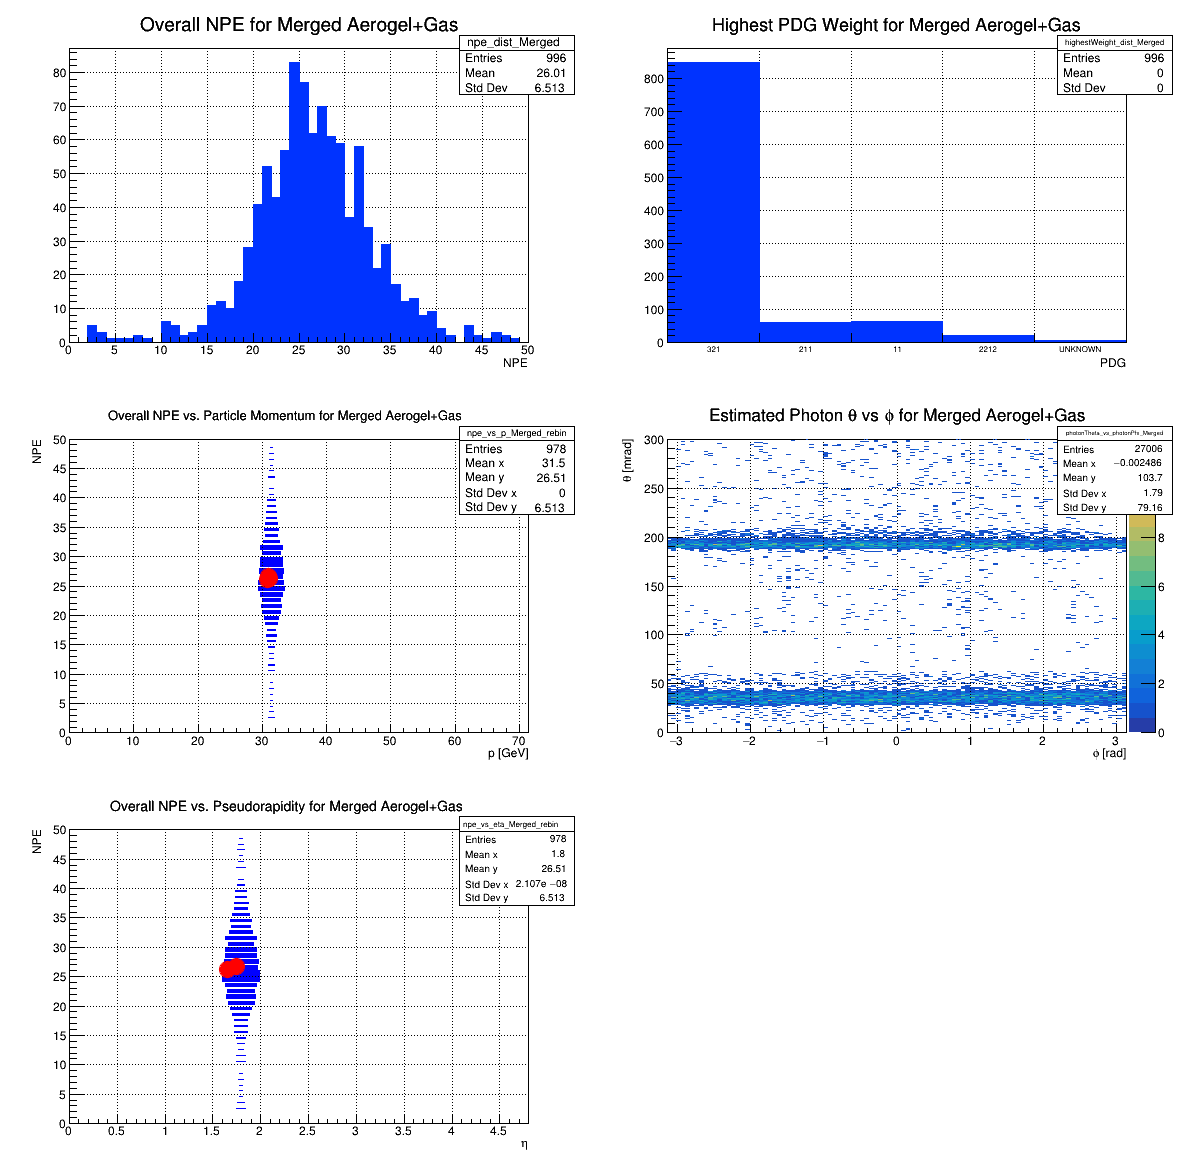 Overall NPE for Merged Aerogel+Gas
npe_dist_Merged
Entries 996
Mean 26.01
Std Dev 6.513
80
70
60
50
40
30
20
10
0
0 5 10 15 20 25 30 35 40 45 50
NPE
Highest PDG Weight for Merged Aerogel+Gas
highestWeight_dist_Merged
Entries 996
Mean 0
Std Dev 0
800
700
600
500
400
300
200
100
0
321 211 11 2212 UNKNOWN
PDG
Overall NPE vs. Particle Momentum for Merged Aerogel+Gas
npe_vs_p_Merged_rebin
Entries 978
Mean x 31.5
Mean y 26.51
Std Dev x 0
Std Dev y 6.513
NPE
50
45
40
35
30
25
20
15
10
5
0
0 10 20 30 40 50 60 70
p [GeV]
Estimated Photon θ vs ϕ for Merged Aerogel+Gas
photonTheta_vs_photonPhi_Merged
Entries 27006
Mean x −0.002486
Mean y 103.7
Std Dev x 1.79
Std Dev y 79.16
θ [mrad]
300
250
200
150
100
50
0
−3 −2 −1 0 1 2 3
ϕ [rad]
8
6
4
2
0
Overall NPE vs. Pseudorapidity for Merged Aerogel+Gas
npe_vs_eta_Merged_rebin
Entries 978
Mean x 1.8
Mean y 26.51
Std Dev x 2.107e −08
Std Dev y 6.513
NPE
50
45
40
35
30
25
20
15
10
5
0
0 0.5 1 1.5 2 2.5 3 3.5 4 4.5
η